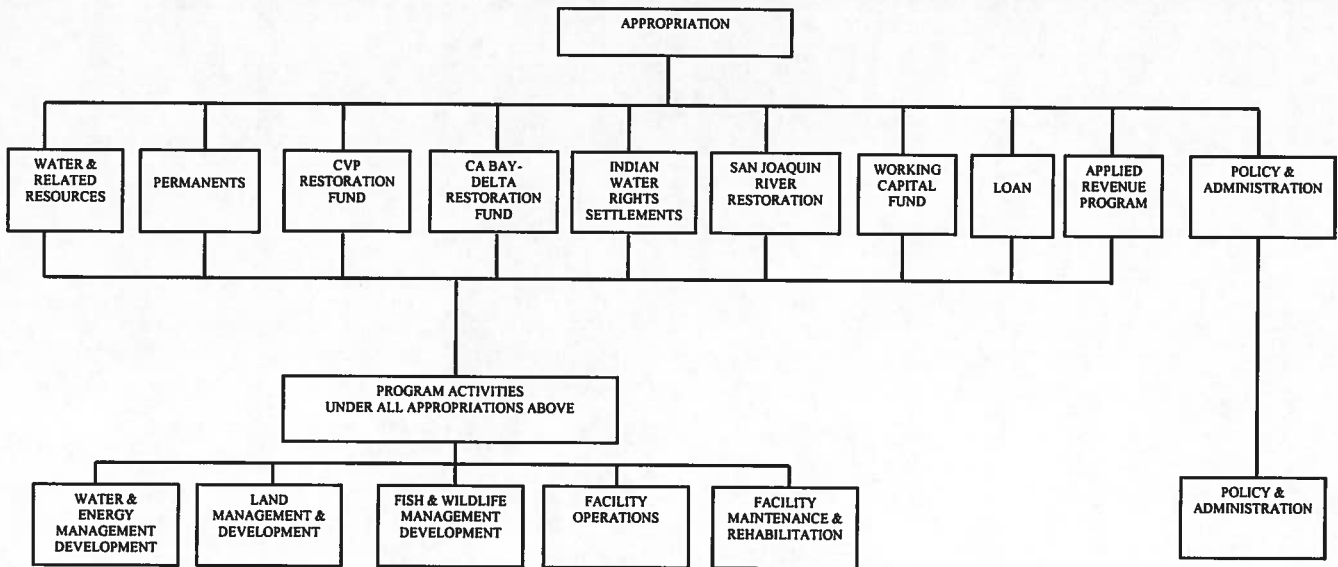 APPROPRIATION
WATER &
RELATED
RESOURCES
PERMANENTS
CVP
RESTORATION
FUND
CA BAY-
DELTA
RESTORATION
FUND
INDIAN
WATER
RIGHTS
SETTLEMENTS
SAN JOAQUIN
RIVER
RESTORATION
WORKING
CAPITAL
FUND
LOAN
APPLIED
REVENUE
PROGRAM
POLICY &
ADMINISTRATION
PROGRAM ACTIVITIES
UNDER ALL APPROPRIATIONS ABOVE
WATER &
ENERGY
MANAGEMENT
DEVELOPMENT
LAND
MANAGEMENT &
DEVELOPMENT
FISH & WILDLIFE
MANAGEMENT
DEVELOPMENT
FACILITY
OPERATIONS
FACILITY
MAINTENANCE &
REHABILITATION
POLICY &
ADMINISTRATION